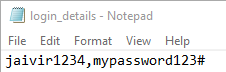 login_details - Notepad
File Edit Format View Help
jaivir1234,mypassword123#